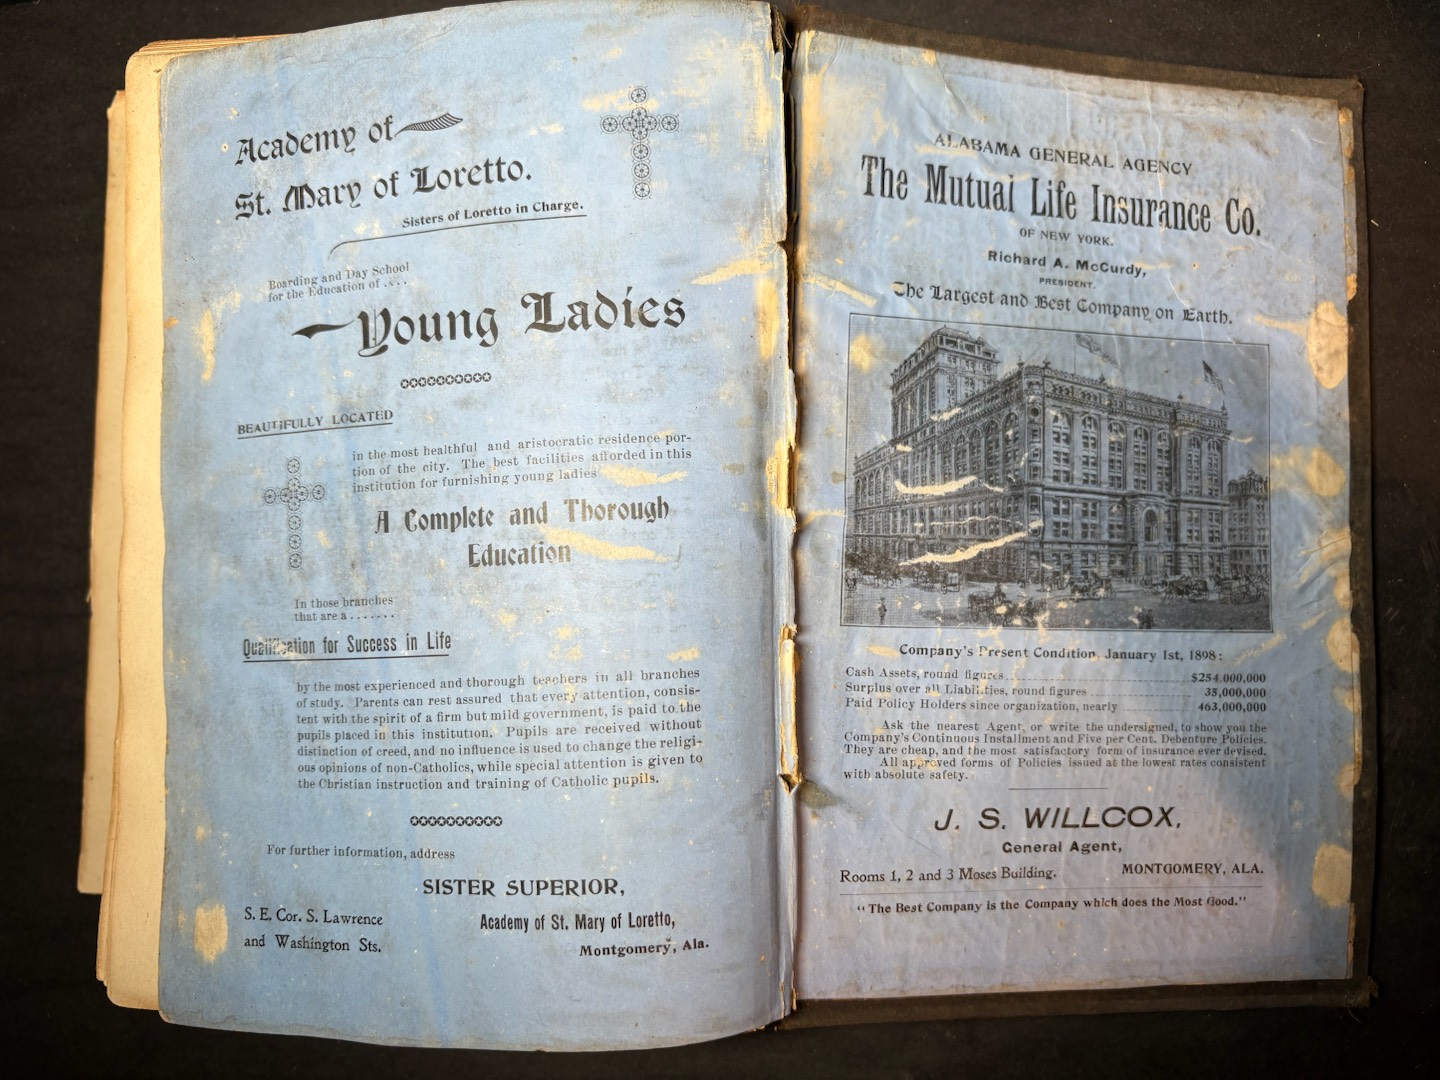 Academy of
St. Mary of Loretto.
Sisters of Loretto in Charge.
Boarding and Day School
for the Education of . . . .
Young Ladies
BEAUTIFULLY LOCATED
in the most healthful and aristocratic residence por-
tion of the city. The best facilities afforded in this
institution for furnishing young ladies
A Complete and Thorough
Education
In those branches
that are a . . . . . . .
Qualification for Success in Life
by the most experienced and thorough teachers in all branches
of study. Parents can rest assured that every attention, consis-
tent with the spirit of a firm but mild government, is paid to the
pupils placed in this institution. Pupils are received without
distinction of creed, and no influence is used to change the religi-
ous opinions of non-Catholics, while special attention is given to
the Christian instruction and training of Catholic pupils.
For further information, address
SISTER SUPERIOR,
S. E. Cor. S. Lawrence
and Washington Sts.
Academy of St. Mary of Loretto,
Montgomery, Ala.
ALABAMA GENERAL AGENCY
The Mutual Life Insurance Co.
OF NEW YORK.
Richard A. McCurdy,
PRESIDENT.
The Largest and Best Company on Earth.
Company's Present Condition January 1st, 1898:
Cash Assets, round figures $254.000,000
Surplus over all Liabilities, round figures 35,000,000
Paid Policy Holders since organization, nearly 463,000,000
Ask the nearest Agent, or write the undersigned, to show you the
Company's Continuous Installment and Five per Cent. Debenture Policies.
They are cheap, and the most satisfactory form of insurance ever devised.
All approved forms of Policies issued at the lowest rates consistent
with absolute safety.
J. S. WILLCOX,
General Agent,
Rooms 1, 2 and 3 Moses Building. MONTGOMERY, ALA.
"The Best Company is the Company which does the Most Good."